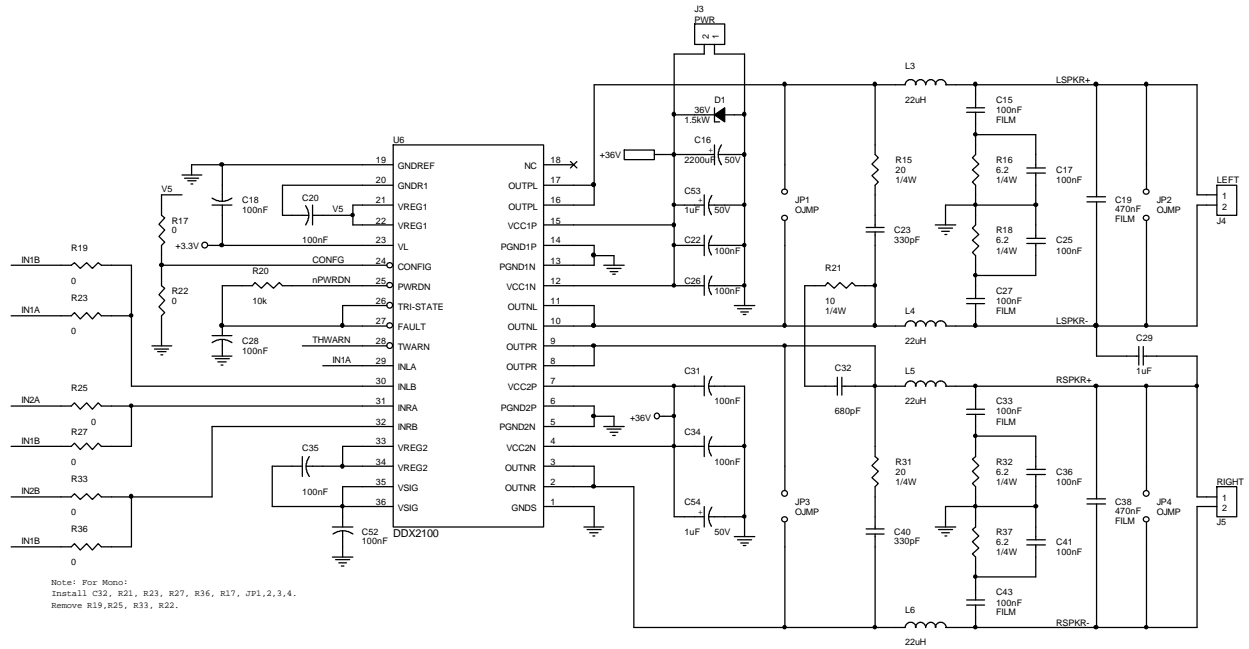 J3
PWR
2 1
L3
LSPKR+
22uH
D1
36V
1.5kW
C15
100nF
FILM
U6
C16
+36V
2200uF
+
50V
19 GNDREF
NC 18
20 GNDR1
OUTPL 17
21 VREG1
OUTPL 16
22 VREG1
VCC1P 15
23 VL
PGND1P 14
24 CONFIG
PGND1N 13
25 PWRDN
VCC1N 12
26 TRI-STATE
OUTNL 11
27 FAULT
OUTNL 10
28 TWARN
OUTPR 9
29 INLA
OUTPR 8
30 INLB
VCC2P 7
31 INRA
PGND2P 6
32 INRB
PGND2N 5
33 VREG2
VCC2N 4
34 VREG2
OUTNR 3
35 VSIG
OUTNR 2
36 VSIG
GNDS 1
DDX2100
V5
R17
0
C18
100nF
C20
V5
100nF
+3.3V
CONFG
R19
IN1B
0
R20
nPWRDN
10k
R22
0
R23
IN1A
0
C28
100nF
THWARN
IN1A
R25
IN2A
0
IN1B
R27
0
R33
IN2B
0
R36
IN1B
0
C35
100nF
C52
100nF
C53
+
1uF
50V
C22
100nF
C26
100nF
JP1
OJMP
R15
20
1/4W
C23
330pF
R21
10
1/4W
R16
6.2
1/4W
C17
100nF
R18
6.2
1/4W
C25
100nF
C27
100nF
FILM
C19
470nF
FILM
JP2
OJMP
LEFT
1
2
J4
L4
LSPKR-
22uH
C29
1uF
C32
680pF
L5
RSPKR+
22uH
C31
100nF
+36V
C34
100nF
C54
+
1uF
50V
JP3
OJMP
R31
20
1/4W
C40
330pF
C33
100nF
FILM
R32
6.2
1/4W
C36
100nF
R37
6.2
1/4W
C41
100nF
C43
100nF
FILM
C38
470nF
FILM
JP4
OJMP
RIGHT
1
2
J5
L6
RSPKR-
22uH
Note: For Mono:
Install C32, R21, R23, R27, R36, R17, JP1,2,3,4.
Remove R19,R25, R33, R22.